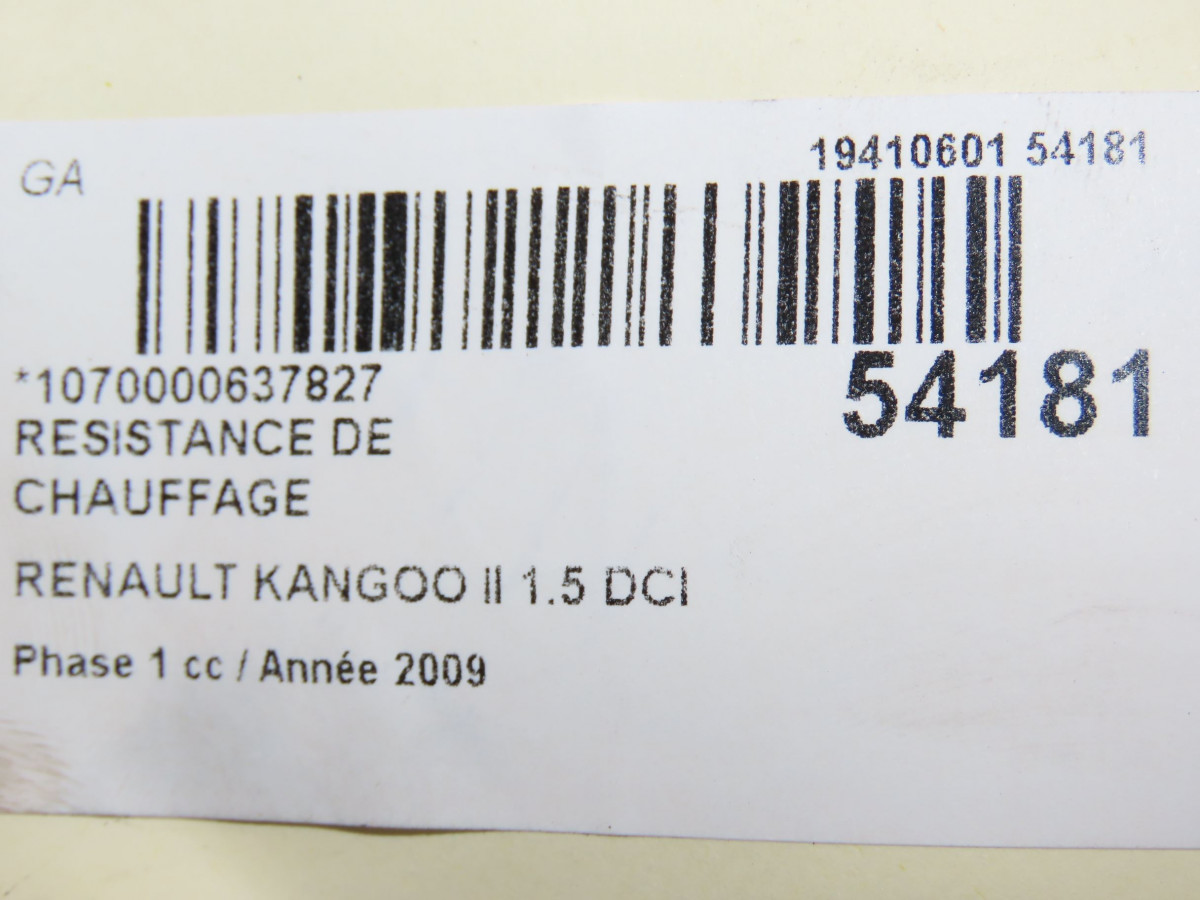 GA
19410601 54181
*1070000637827
54181
RESISTANCE DE
CHAUFFAGE
RENAULT KANGOO II 1.5 DCI
Phase 1 cc / Année 2009